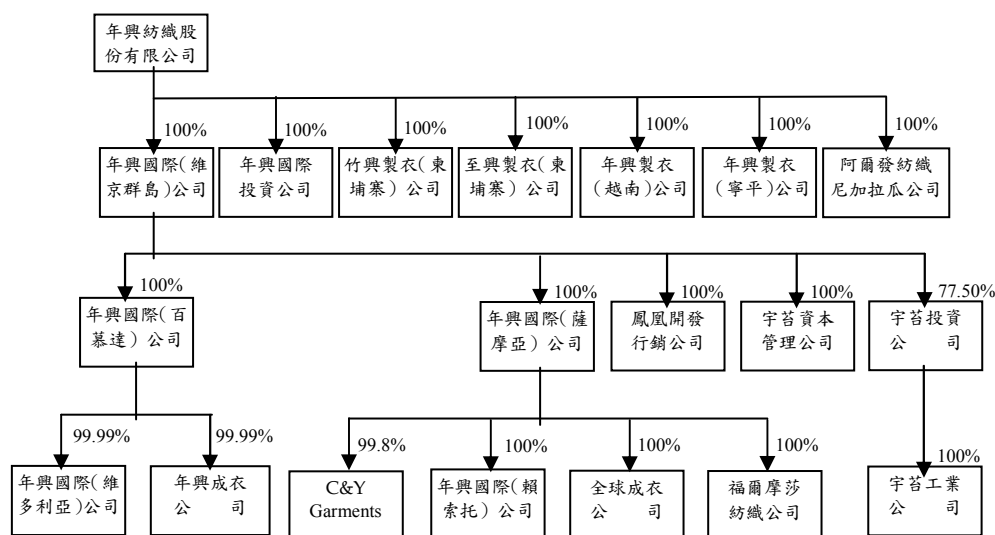 年興紡織股
份有限公司
100%
100%
100%
100%
100%
100%
100%
年興國際(維
京群島)公司
年興國際
投資公司
竹興製衣(東
埔寨)公司
至興製衣(東
埔寨)公司
年興製衣
(越南)公司
年興製衣
(寧平)公司
阿爾發紡織
尼加拉瓜公司
100%
100%
100%
100%
77.50%
年興國際(百
慕達)公司
年興國際(薩
摩亞)公司
鳳凰開發
行銷公司
宇苔資本
管理公司
宇苔投資
公 司
99.99%
99.99%
99.8%
100%
100%
100%
100%
年興國際(維
多利亞)公司
年興成衣
公 司
C&Y
Garments
年興國際(賴
索托)公司
全球成衣
公 司
福爾摩莎
紡織公司
宇苔工業
公 司